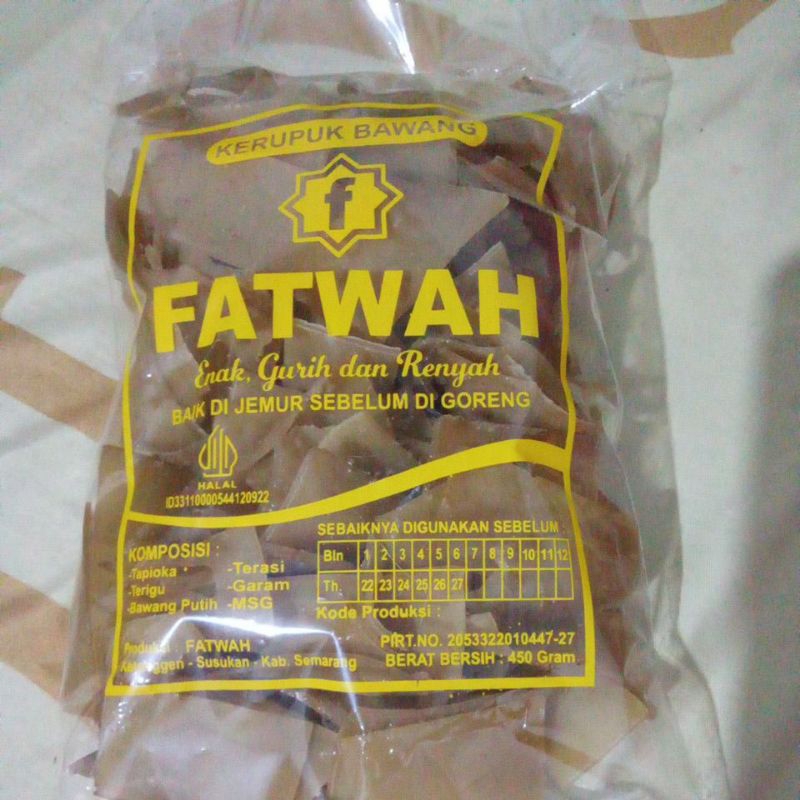 KERUPUK BAWANG
f
FATWAH
Enak, Gurih dan Renyah
BAIK DI JEMUR SEBELUM DI GORENG
HALAL
ID33110000544120922
KOMPOSISI :
-Tapioka -Terasi
-Terigu -Garam
-Bawang Putih -MSG
SEBAIKNYA DIGUNAKAN SEBELUM :
Bln 1 2 3 4 5 6 7 8 9 10 11 12
Th. 22 23 24 25 26 27
Kode Produksi :
Produksi : FATWAH
- Susukan - Kab. Semarang
PIRT.NO. 2053322010447-27
BERAT BERSIH : 450 Gram